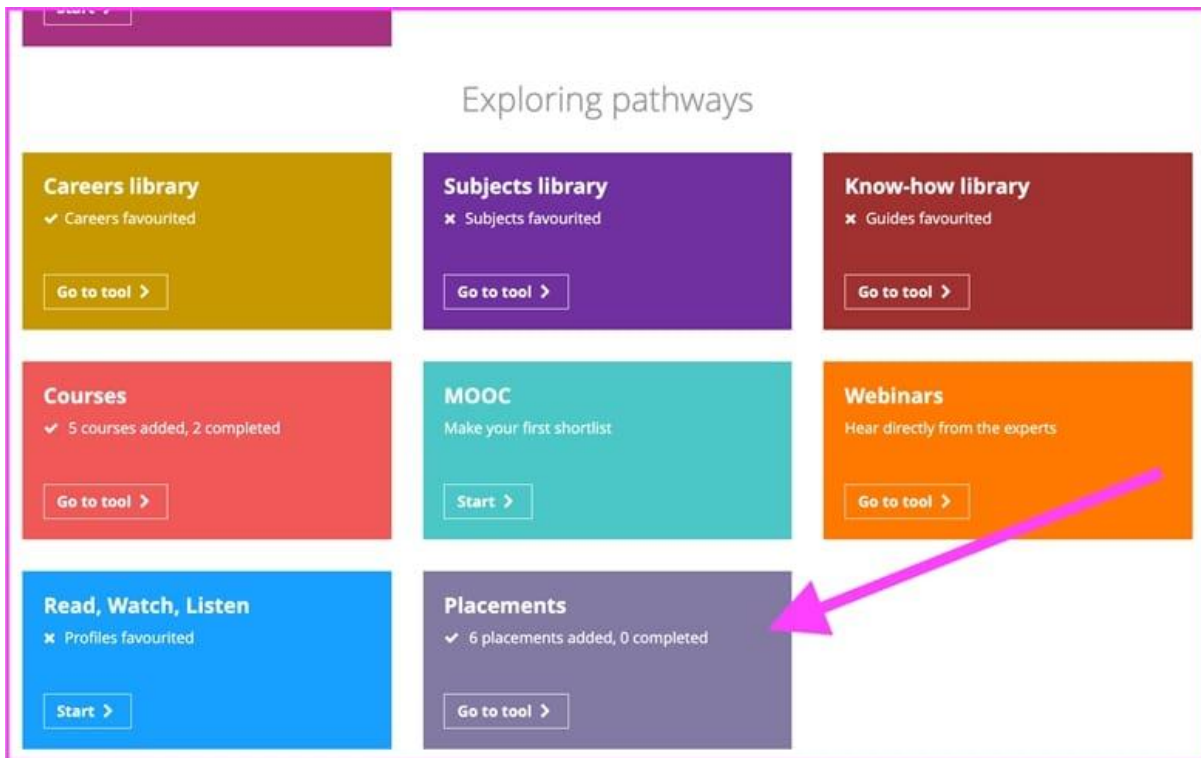 Start >
Exploring pathways
Careers library
✔ Careers favourited
Go to tool >
Subjects library
✖ Subjects favourited
Go to tool >
Know-how library
✖ Guides favourited
Go to tool >
Courses
✔ 5 courses added, 2 completed
Go to tool >
MOOC
Make your first shortlist
Start >
Webinars
Hear directly from the experts
Go to tool >
Read, Watch, Listen
✖ Profiles favourited
Start >
Placements
✔ 6 placements added, 0 completed
Go to tool >